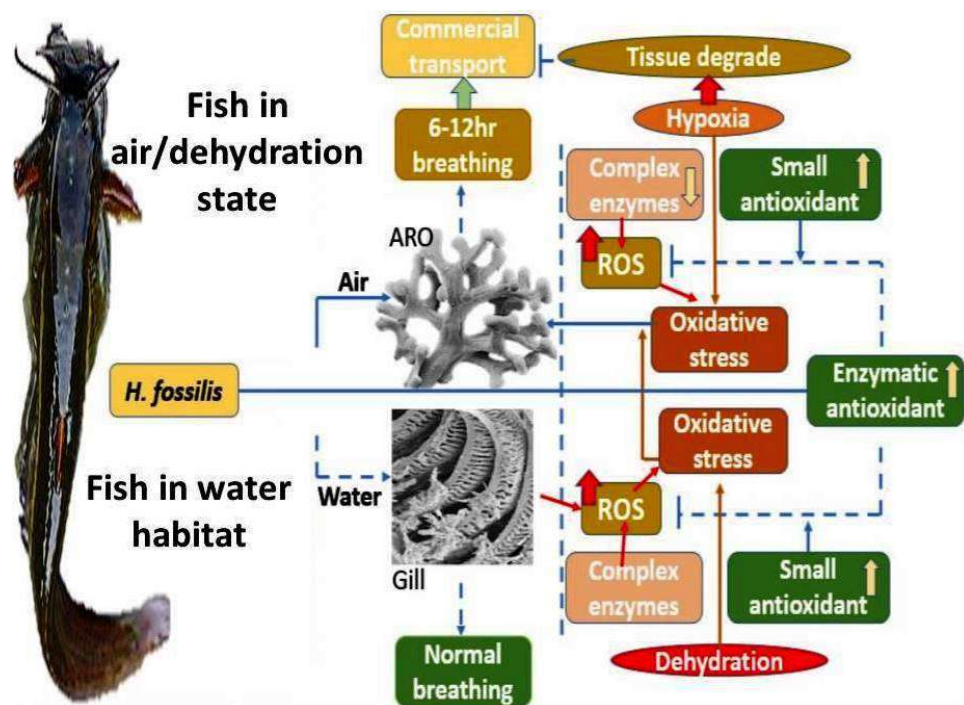 Commercial
transport
Tissue degrade
Fish in
air/dehydration
state
6-12hr
breathing
Hypoxia
Complex
enzymes
Small
antioxidant
ARO
ROS
Air
Oxidative
stress
H. fossilis
Enzymatic
antioxidant
Oxidative
stress
Fish in water
habitat
Water
ROS
Gill
Complex
enzymes
Small
antioxidant
Normal
breathing
Dehydration